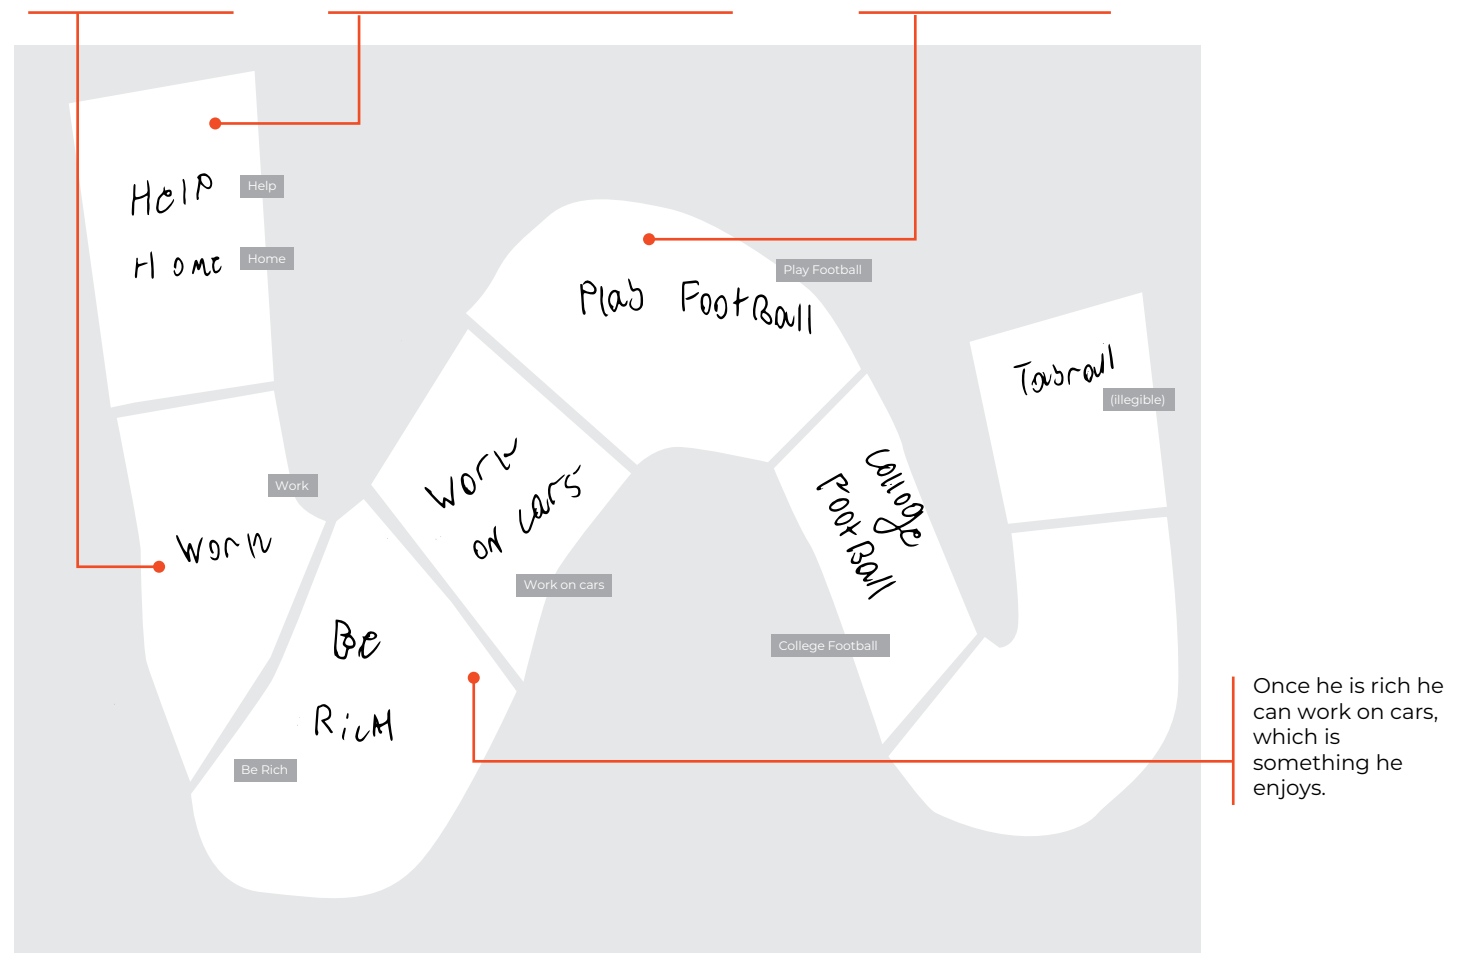 Help
Help
Home
Home
Play Football
Play FootBall
(illegible)
College
FootBall
Work
Work
on cars
Work
Work on cars
Be
Rich
College Football
Be Rich
Once he is rich he
can work on cars,
which is
something he
enjoys.